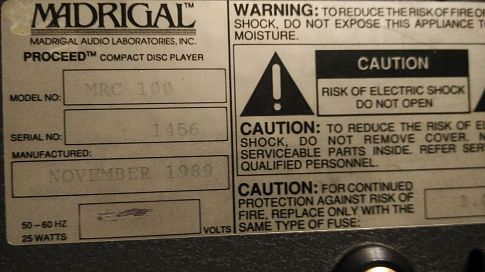 MADRIGAL™
MADRIGAL AUDIO LABORATORIES, INC.
PROCEED™ COMPACT DISC PLAYER
MODEL NO: MRC 100
SERIAL NO: 1456
MANUFACTURED:
NOVEMBER 1989
50 – 60 HZ
25 WATTS
VOLTS
WARNING: TO REDUCE THE RISK OF FIRE OR
SHOCK, DO NOT EXPOSE THIS APPLIANCE
MOISTURE.
CAUTION
RISK OF ELECTRIC SHOCK
DO NOT OPEN
CAUTION: TO REDUCE THE RISK OF
SHOCK, DO NOT REMOVE COVER.
SERVICEABLE PARTS INSIDE. REFER
QUALIFIED PERSONNEL.
CAUTION: FOR CONTINUED
PROTECTION AGAINST RISK OF
FIRE, REPLACE ONLY WITH THE
SAME TYPE OF FUSE: